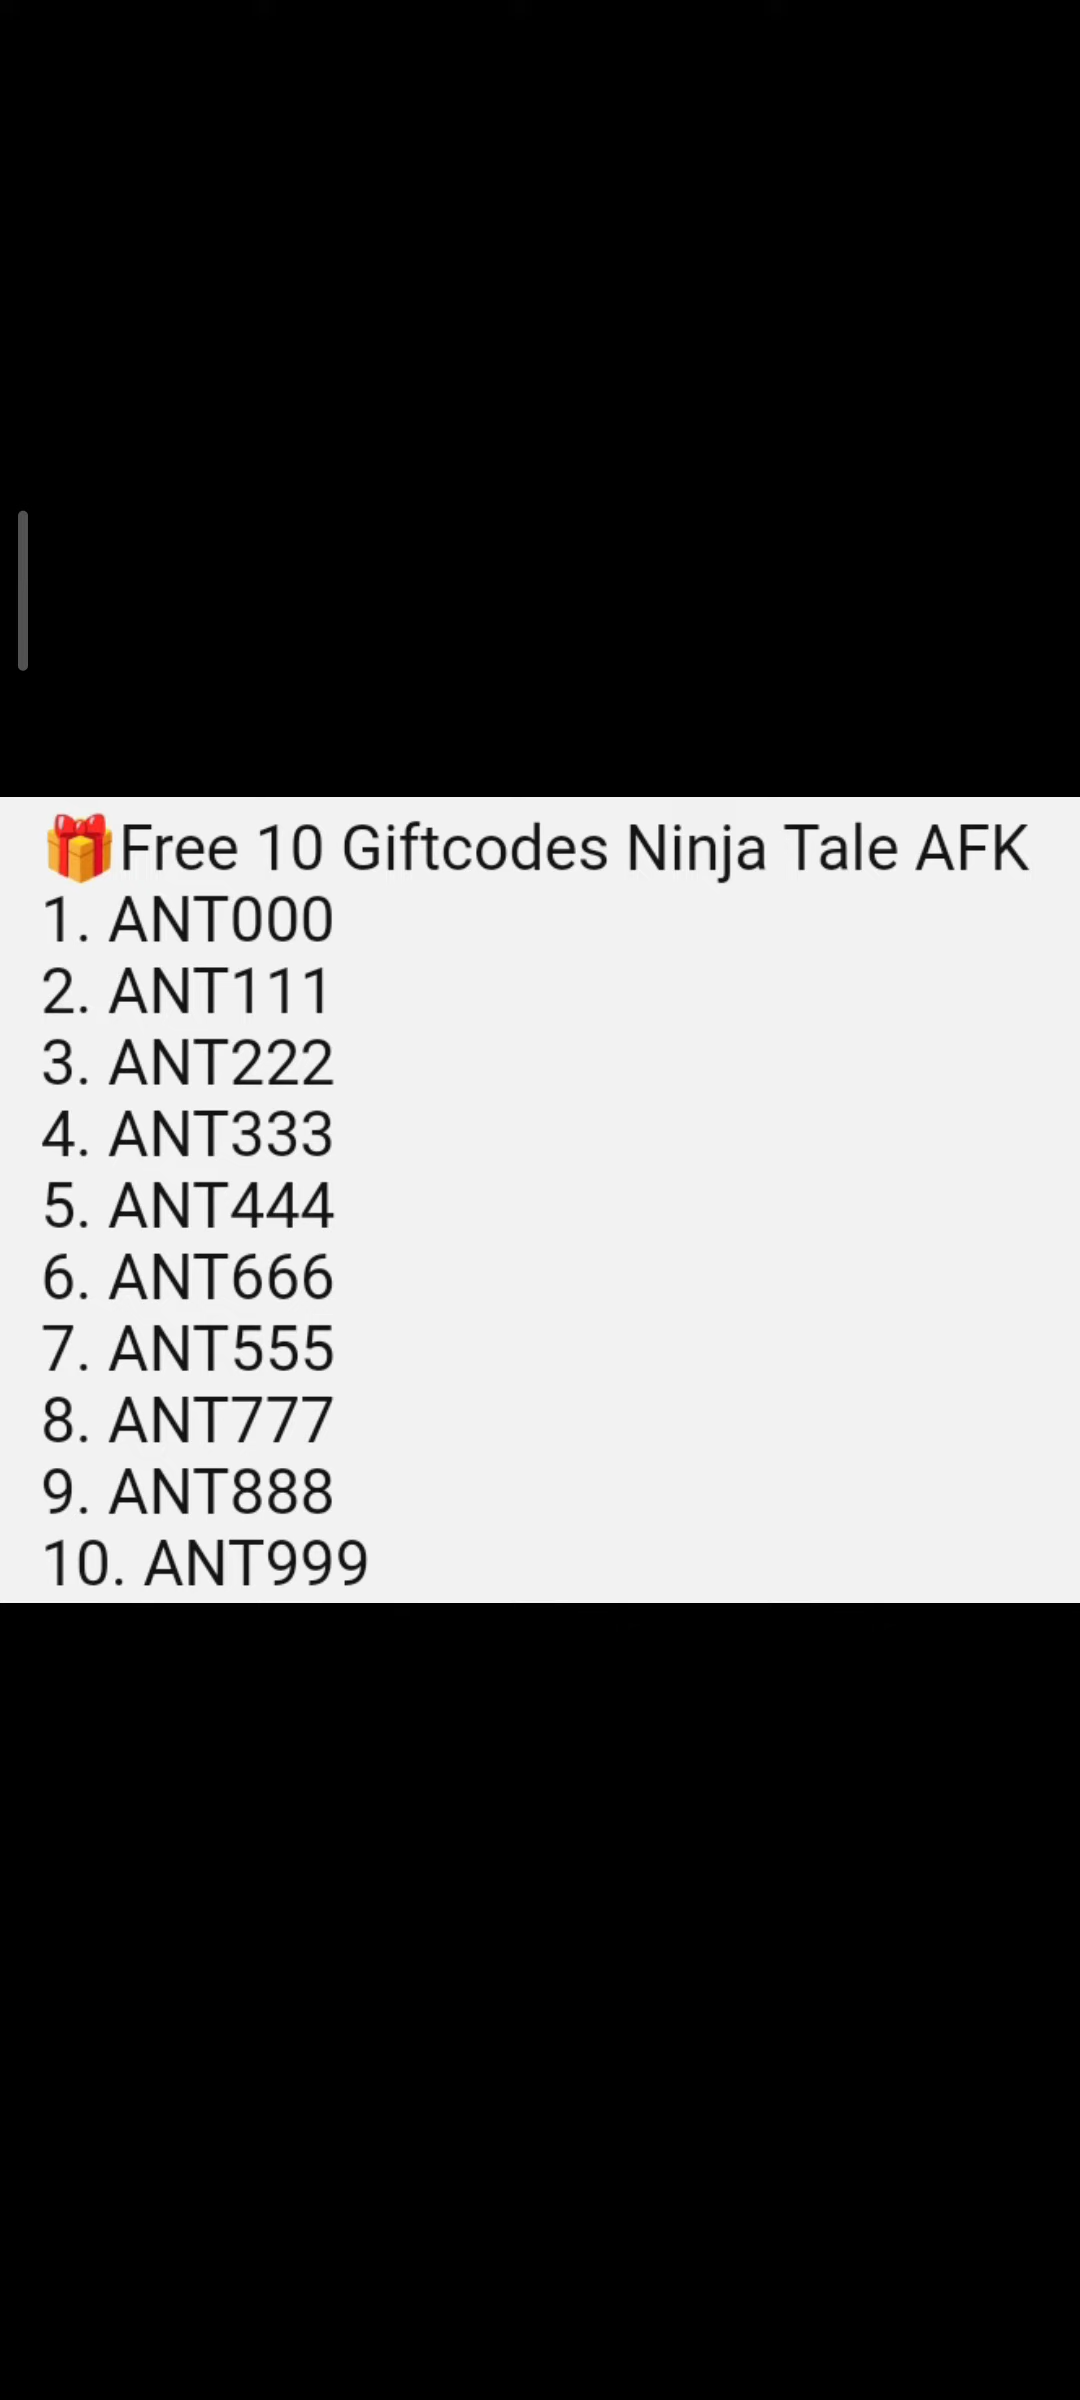 🎁Free 10 Giftcodes Ninja Tale AFK
1. ANT000
2. ANT111
3. ANT222
4. ANT333
5. ANT444
6. ANT666
7. ANT555
8. ANT777
9. ANT888
10. ANT999